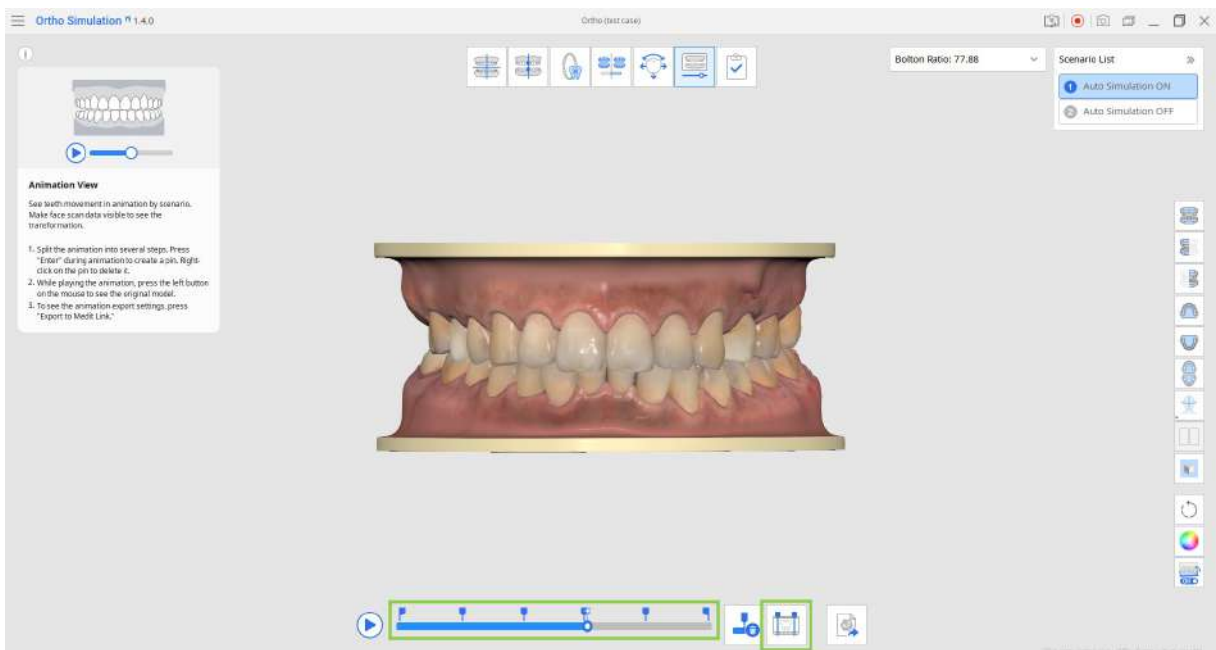 Ortho Simulation 1.4.0
Ortho (test case)
i
Bolton Ratio: 77.88
Scenario List
1 Auto Simulation ON
2 Auto Simulation OFF
Animation View
See teeth movement in animation by scenario.
Make face scan data visible to see the
transformation.
1. Split the animation into several steps. Press
"Enter" during animation to create a pin. Right-
click on the pin to delete it.
2. While playing the animation, press the left button
on the mouse to see the original model.
3. To see the animation export settings, press
"Export to Medit Link."